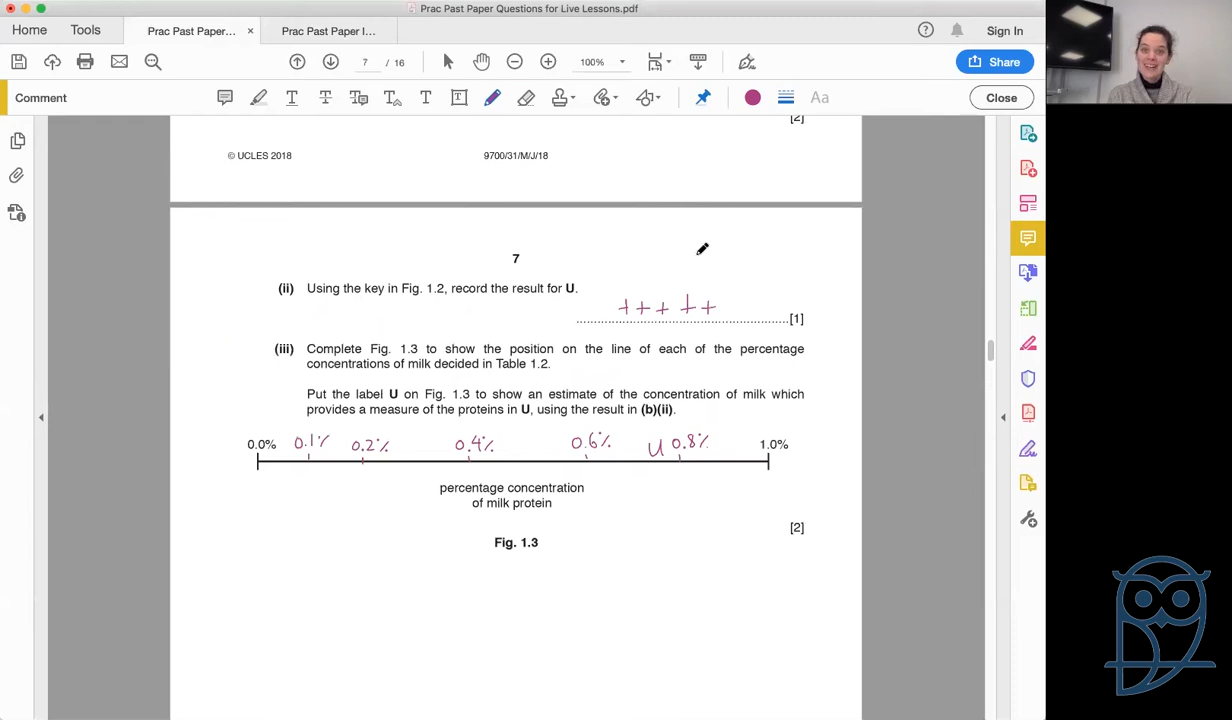 Prac Past Paper Questions for Live Lessons.pdf
Home Tools Prac Past Paper... × Prac Past Paper I... Sign In
7 / 16 100% Share
Comment Aa Close
[2]
© UCLES 2018 9700/31/M/J/18
7
(ii) Using the key in Fig. 1.2, record the result for U.
+ + + + +
[1]
(iii) Complete Fig. 1.3 to show the position on the line of each of the percentage
concentrations of milk decided in Table 1.2.
Put the label U on Fig. 1.3 to show an estimate of the concentration of milk which
provides a measure of the proteins in U, using the result in (b)(ii).
0.0% 0.1% 0.2% 0.4% 0.6% U 0.8% 1.0%
percentage concentration
of milk protein
[2]
Fig. 1.3